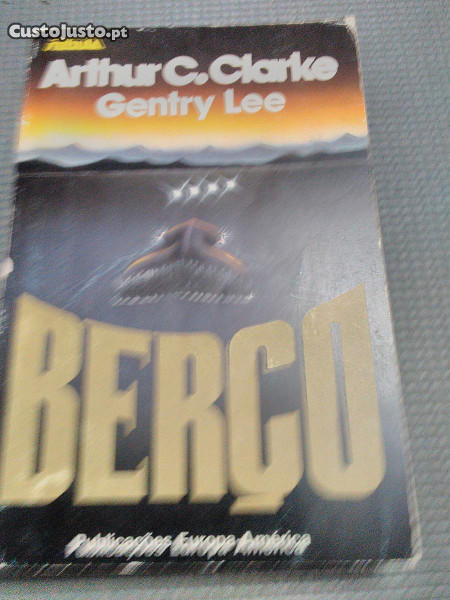 CustoJusto.pt
Arthur C. Clarke
Gentry Lee
BERÇO
Publicações Europa-América